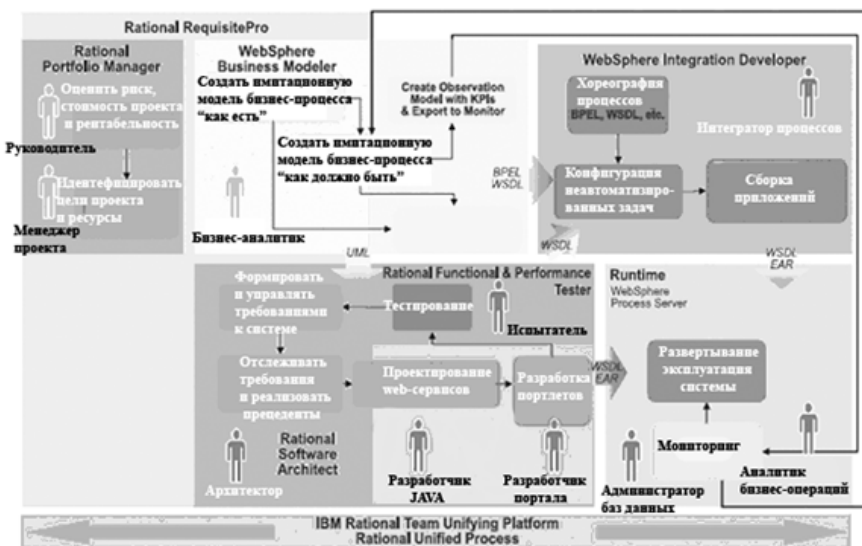 Rational RequisitePro
Rational
Portfolio Manager
Оценить риск,
стоимость проекта
и рентабельность
Руководитель
Идентефицировать
цели проекта
и ресурсы
Менеджер
проекта
WebSphere
Business Modeler
Создать имитационную
модель бизнес-процесса
“как есть”
Создать имитационную
модель бизнес-процесса
“как должно быть”
Бизнес-аналитик
Create Observation
Model with KPIs
& Export to Monitor
BPEL
WSDL
WebSphere Integration Developer
Хореография
процессов
BPEL, WSDL, etc.
Интегратор процессов
Конфигурация
неавтоматизиро-
ванных задач
Сборка
приложений
UML
WSDL
WSDL
EAR
Rational Functional & Performance
Tester
Формировать
и управлять
требованиями
к системе
Тестирование
Испытатель
Отслеживать
требования
и реализовать
прецеденты
Проектирование
web-сервисов
Разработка
портлетов
WSDL
EAR
Rational
Software
Architect
Архитектор
Разработчик
JAVA
Разработчик
портала
Runtime
WebSphere
Process Server
Развертывание
эксплуатация
системы
Мониторинг
Администратор
баз данных
Аналитик
бизнес-операций
IBM Rational Team Unifying Platform
Rational Unified Process